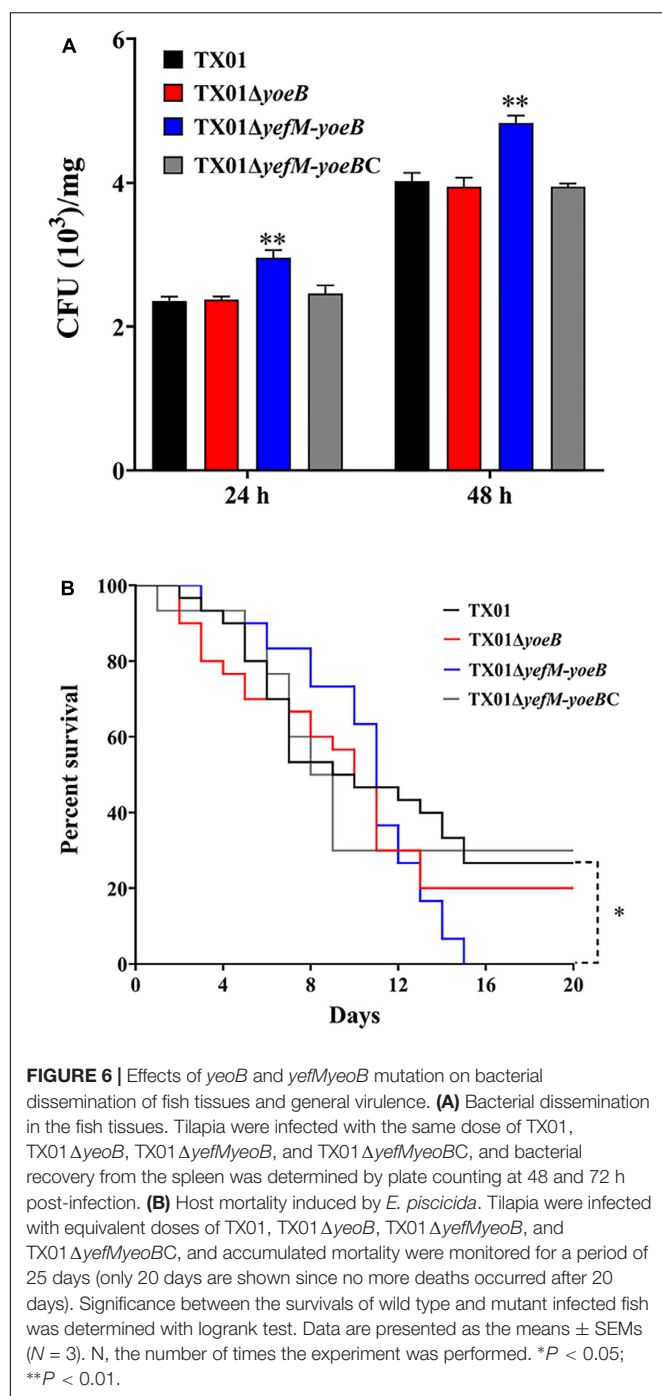 A
6
4
2
0
CFU (10³)/mg
TX01
TX01ΔyoeB
TX01ΔyefM-yoeB
TX01ΔyefM-yoeBC
**
**
24 h
48 h
B
100
80
60
40
20
0
Percent survival
TX01
TX01ΔyoeB
TX01ΔyefM-yoeB
TX01ΔyefM-yoeBC
*
0 4 8 12 16 20
Days
FIGURE 6 | Effects of yeoB and yefMyeoB mutation on bacterial
dissemination of fish tissues and general virulence. (A) Bacterial dissemination
in the fish tissues. Tilapia were infected with the same dose of TX01,
TX01ΔyeoB, TX01ΔyefMyeoB, and TX01ΔyefMyeoBC, and bacterial
recovery from the spleen was determined by plate counting at 48 and 72 h
post-infection. (B) Host mortality induced by E. piscicida. Tilapia were infected
with equivalent doses of TX01, TX01ΔyeoB, TX01ΔyefMyeoB, and
TX01ΔyefMyeoBC, and accumulated mortality were monitored for a period of
25 days (only 20 days are shown since no more deaths occurred after 20
days). Significance between the survivals of wild type and mutant infected fish
was determined with logrank test. Data are presented as the means ± SEMs
(N = 3). N, the number of times the experiment was performed. *P < 0.05;
**P < 0.01.